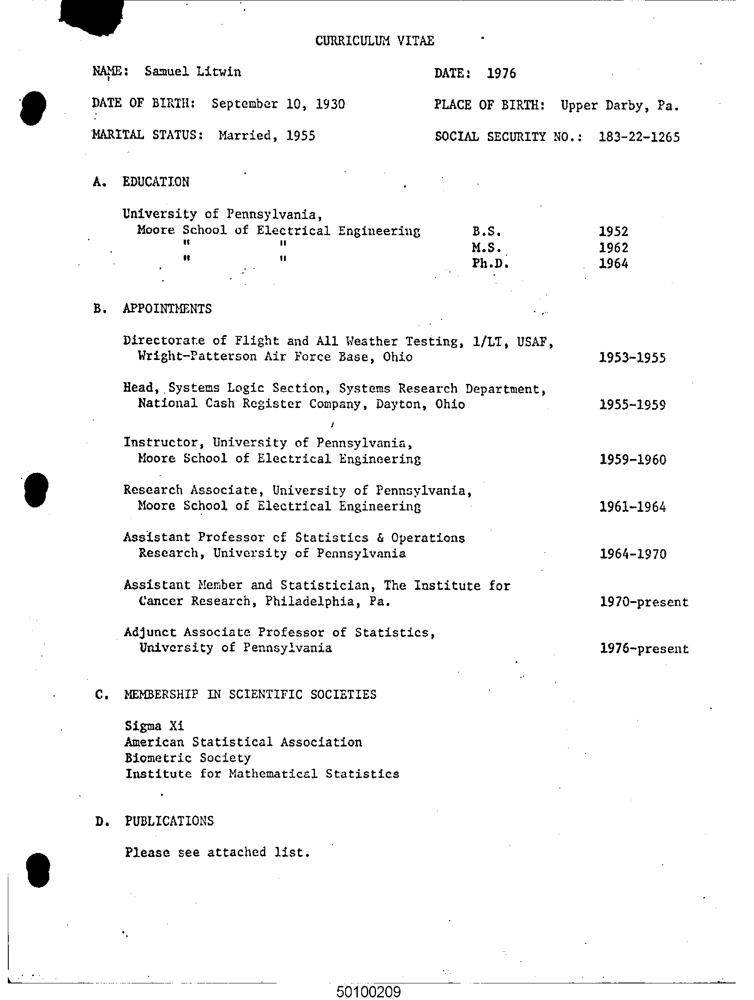 CURRICULUM VITAE
NAME: Samuel Litwin DATE: 1976
DATE OF BIRTH: September 10, 1930 PLACE OF BIRTH: Upper Darby, Pa.
MARITAL STATUS: Married, 1955 SOCIAL SECURITY NO.: 183-22-1265
A. EDUCATION
University of Pennsylvania,
Moore School of Electrical Engineering B.S. 1952
" " M.S. 1962
" " Ph.D. 1964
B. APPOINTMENTS
Directorate of Flight and All Weather Testing, 1/LT, USAF,
Wright-Patterson Air Force Base, Ohio 1953-1955
Head, Systems Logic Section, Systems Research Department,
National Cash Register Company, Dayton, Ohio 1955-1959
Instructor, University of Pennsylvania,
Moore School of Electrical Engineering 1959-1960
Research Associate, University of Pennsylvania,
Moore School of Electrical Engineering 1961-1964
Assistant Professor of Statistics & Operations
Research, University of Pennsylvania 1964-1970
Assistant Member and Statistician, The Institute for
Cancer Research, Philadelphia, Pa. 1970-present
Adjunct Associate Professor of Statistics,
University of Pennsylvania 1976-present
C. MEMBERSHIP IN SCIENTIFIC SOCIETIES
Sigma Xi
American Statistical Association
Biometric Society
Institute for Mathematical Statistics
D. PUBLICATIONS
Please see attached list.
50100209